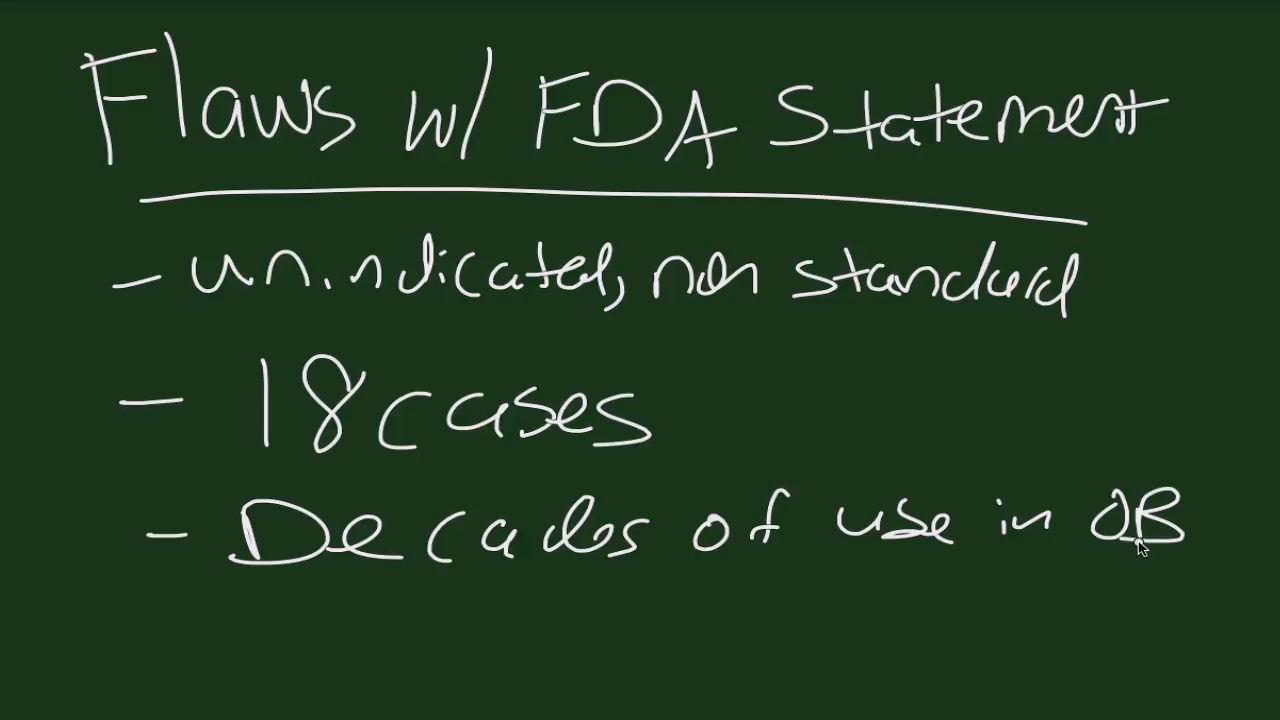 Flaws w/ FDA Statement
- unindicated, non standard
- 18 cases
- Decades of use in OB